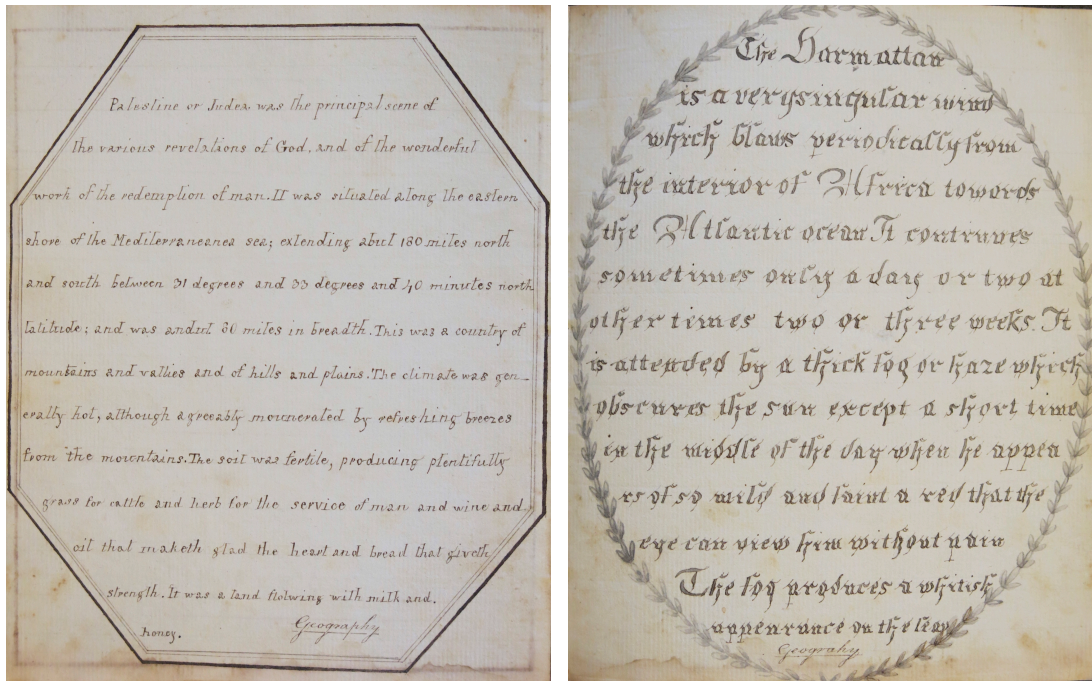 Palestine or Judea was the principal scene of
the various revelations of God, and of the wonderful
work of the redemption of man. It was situated along the eastern
shore of the Mediterraneanea sea; extending abut 180 miles north
and south between 31 degrees and 33 degrees and 40 minutes north
latitude; and was andut 80 miles in breadth. This was a country of
mountains and vallies and of hills and plains. The climate was gen_
erally hot, although agreeably mounerated by refreshing breezes
from the mountains. The soil was fertile, producing plentifully
grass for cattle and herb for the service of man and wine and
oil that maketh glad the heart and bread that giveth
strength. It was a land flolwing with milk and.
honey.
Geography
The Harmattan
is a very singular wind
which blows periodically from
the interior of Africa towords
the Atlantic ocean It contrnues
sometimes only a day or two at
other times two or three weeks. It
is attended by a thick fog or haze which
obscures the sun except a short time
in the middle of the day when he appea
rs of so mild and faint a red that the
eye can view him without pain
The fog produces a whitish
appearance on the leav
Geograhy